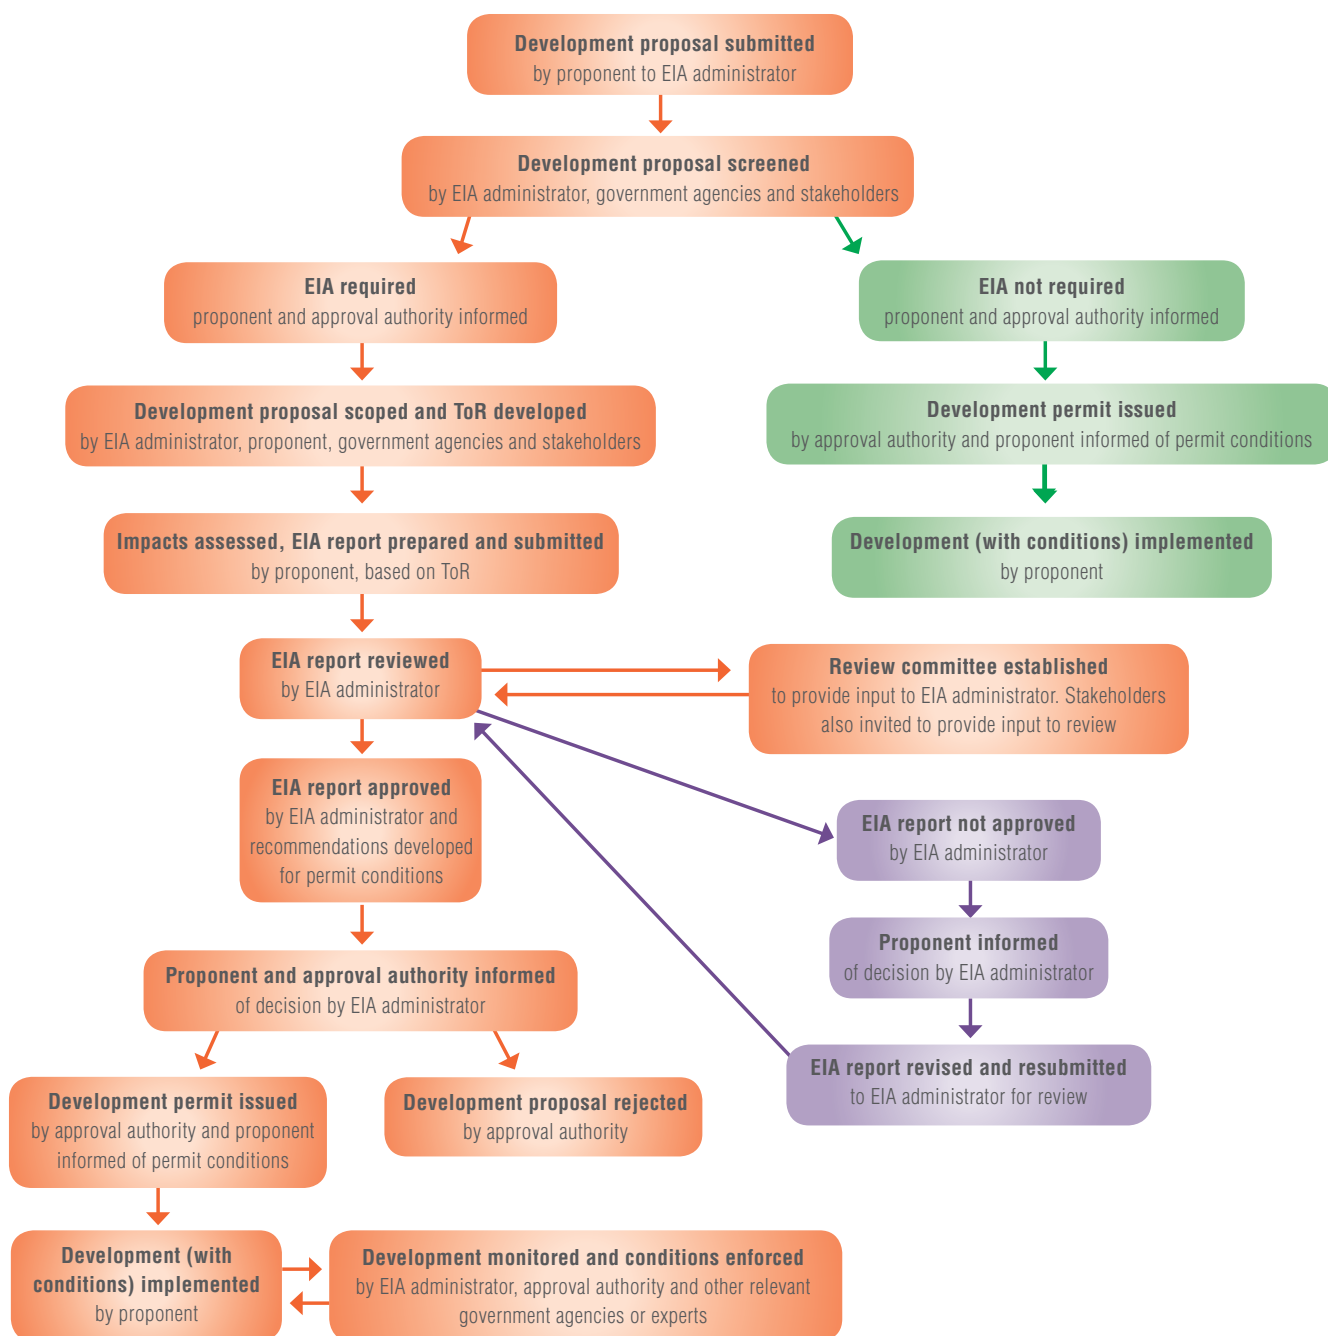 Development proposal submitted
by proponent to EIA administrator
Development proposal screened
by EIA administrator, government agencies and stakeholders
EIA required
proponent and approval authority informed
EIA not required
proponent and approval authority informed
Development proposal scoped and ToR developed
by EIA administrator, proponent, government agencies and stakeholders
Development permit issued
by approval authority and proponent informed of permit conditions
Impacts assessed, EIA report prepared and submitted
by proponent, based on ToR
Development (with conditions) implemented
by proponent
EIA report reviewed
by EIA administrator
Review committee established
to provide input to EIA administrator. Stakeholders
also invited to provide input to review
EIA report approved
by EIA administrator and
recommendations developed
for permit conditions
EIA report not approved
by EIA administrator
Proponent informed
of decision by EIA administrator
Proponent and approval authority informed
of decision by EIA administrator
EIA report revised and resubmitted
to EIA administrator for review
Development permit issued
by approval authority and proponent
informed of permit conditions
Development proposal rejected
by approval authority
Development (with
conditions) implemented
by proponent
Development monitored and conditions enforced
by EIA administrator, approval authority and other relevant
government agencies or experts